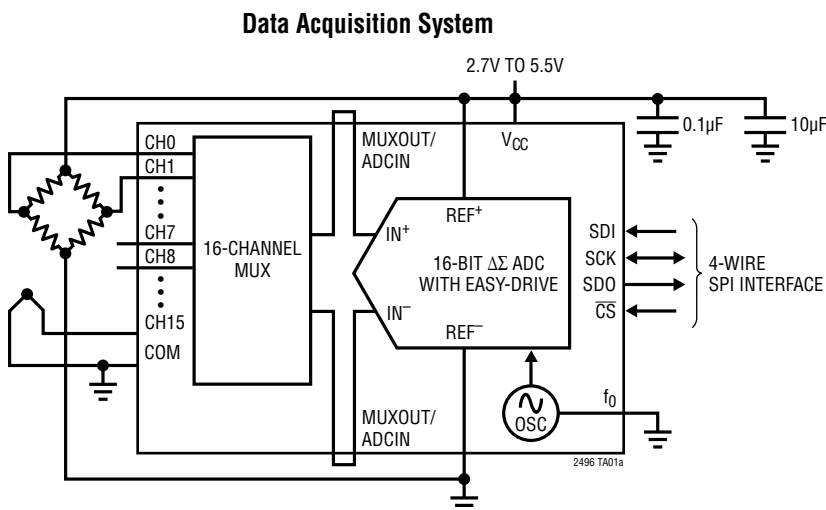 Data Acquisition System
2.7V TO 5.5V
0.1µF
10µF
CH0
CH1
CH7
CH8
CH15
COM
16-CHANNEL
MUX
MUXOUT/
ADCIN
VCC
REF+
IN+
16-BIT ΔΣ ADC
WITH EASY-DRIVE
IN−
REF−
SDI
SCK
SDO
C̅S̅
4-WIRE
SPI INTERFACE
MUXOUT/
ADCIN
OSC
fO
2496 TA01a